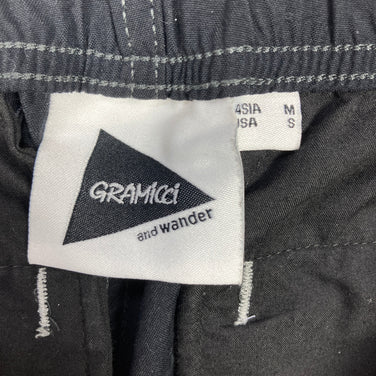 ASIA M
USA S
GRAMICCI
and wander